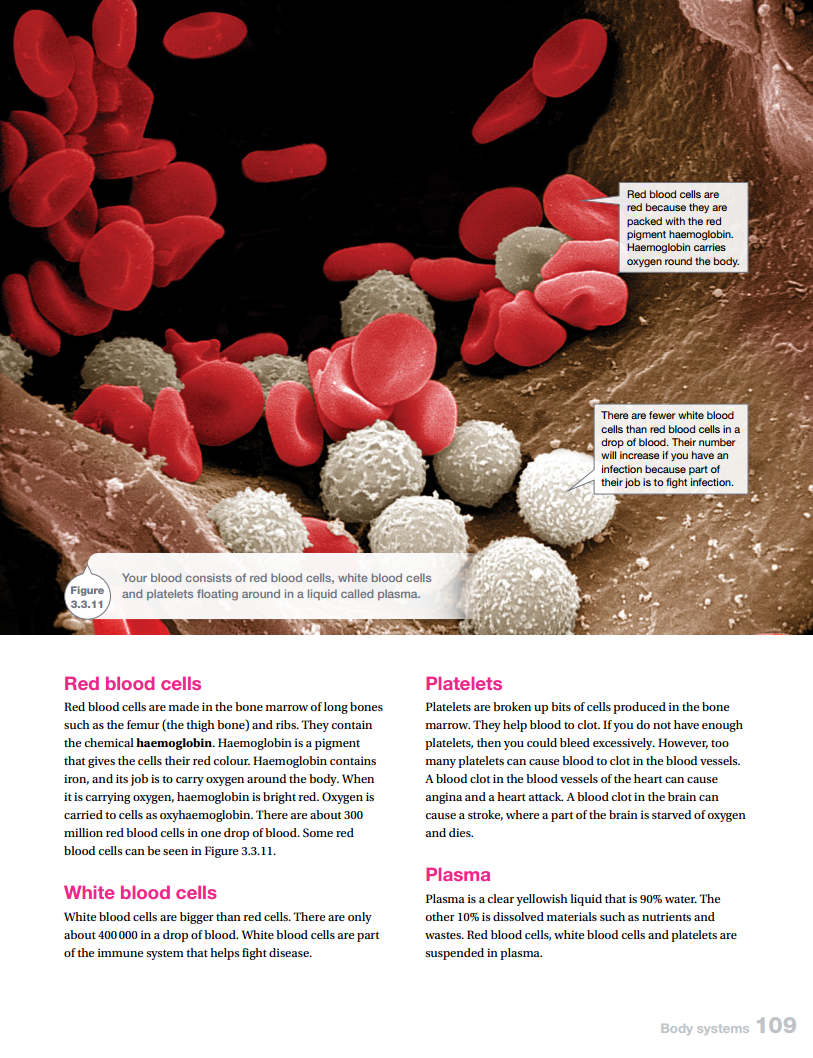 Red blood cells are
red because they are
packed with the red
pigment haemoglobin.
Haemoglobin carries
oxygen round the body.
There are fewer white blood
cells than red blood cells in a
drop of blood. Their number
will increase if you have an
infection because part of
their job is to fight infection.
Figure
3.3.11
Your blood consists of red blood cells, white blood cells
and platelets floating around in a liquid called plasma.
Red blood cells
Red blood cells are made in the bone marrow of long bones
such as the femur (the thigh bone) and ribs. They contain
the chemical haemoglobin. Haemoglobin is a pigment
that gives the cells their red colour. Haemoglobin contains
iron, and its job is to carry oxygen around the body. When
it is carrying oxygen, haemoglobin is bright red. Oxygen is
carried to cells as oxyhaemoglobin. There are about 300
million red blood cells in one drop of blood. Some red
blood cells can be seen in Figure 3.3.11.
White blood cells
White blood cells are bigger than red cells. There are only
about 400 000 in a drop of blood. White blood cells are part
of the immune system that helps fight disease.
Platelets
Platelets are broken up bits of cells produced in the bone
marrow. They help blood to clot. If you do not have enough
platelets, then you could bleed excessively. However, too
many platelets can cause blood to clot in the blood vessels.
A blood clot in the blood vessels of the heart can cause
angina and a heart attack. A blood clot in the brain can
cause a stroke, where a part of the brain is starved of oxygen
and dies.
Plasma
Plasma is a clear yellowish liquid that is 90% water. The
other 10% is dissolved materials such as nutrients and
wastes. Red blood cells, white blood cells and platelets are
suspended in plasma.
Body systems 109